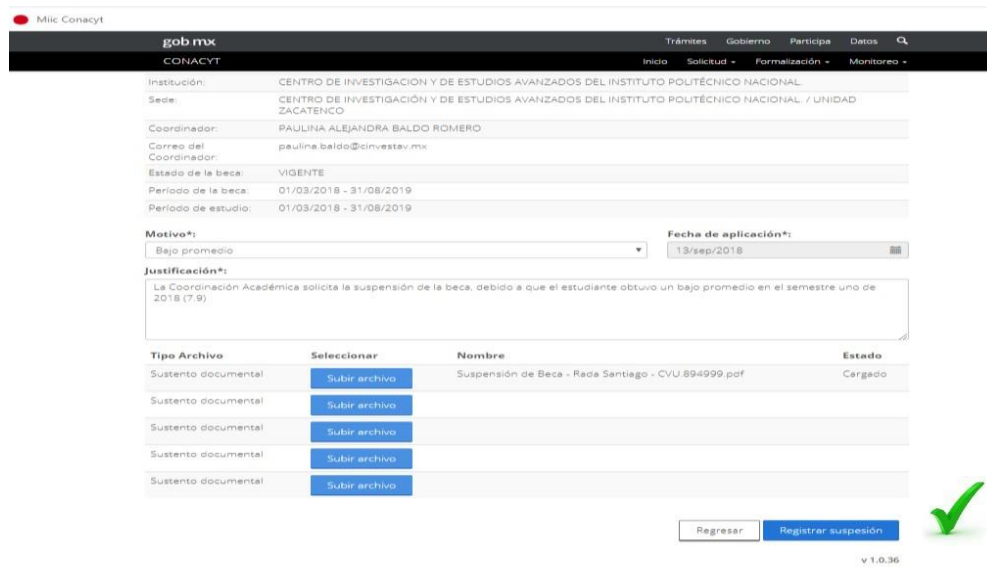 Miic Conacyt
gob mx
Trámites Gobierno Participa Datos
CONACYT
Inicio Solicitud Formalización Monitoreo
Institución: CENTRO DE INVESTIGACION Y DE ESTUDIOS AVANZADOS DEL INSTITUTO POLITÉCNICO NACIONAL.
Sede: CENTRO DE INVESTIGACIÓN Y DE ESTUDIOS AVANZADOS DEL INSTITUTO POLITÉCNICO NACIONAL. / UNIDAD
ZACATENCO
Coordinador: PAULINA ALEJANDRA BALDO ROMERO
Correo del paulina.baldo@cinvestav.mx
Coordinador:
Estado de la beca: VIGENTE
Período de la beca: 01/03/2018 - 31/08/2019
Período de estudio: 01/03/2018 - 31/08/2019
Motivo*: Fecha de aplicación*:
Bajo promedio 13/sep/2018
Justificación*:
La Coordinación Académica solicita la suspensión de la beca, debido a que el estudiante obtuvo un bajo promedio en el semestre uno de
2018 (7.9)
Tipo Archivo Seleccionar Nombre Estado
Sustento documental Subir archivo Suspensión de Beca - Rada Santiago - CVU.894999.pdf Cargado
Sustento documental Subir archivo
Sustento documental Subir archivo
Sustento documental Subir archivo
Sustento documental Subir archivo
Regresar Registrar suspesión
v 1.0.36